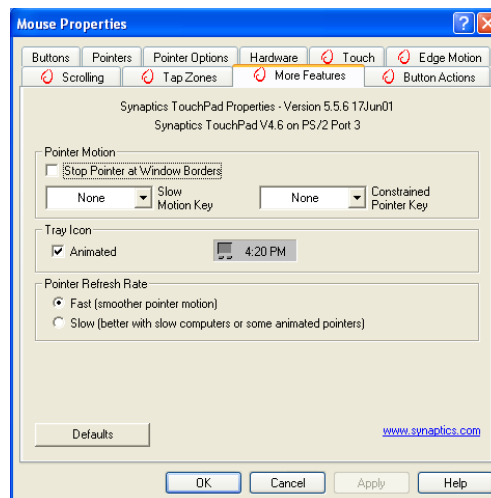 Mouse Properties
Buttons Pointers Pointer Options Hardware Touch Edge Motion
Scrolling Tap Zones More Features Button Actions
Synaptics TouchPad Properties - Version 5.5.6 17Jun01
Synaptics TouchPad V4.6 on PS/2 Port 3
Pointer Motion
Stop Pointer at Window Borders
None Slow Motion Key None Constrained Pointer Key
Tray Icon
Animated 4:20 PM
Pointer Refresh Rate
Fast (smoother pointer motion)
Slow (better with slow computers or some animated pointers)
Defaults www.synaptics.com
OK Cancel Apply Help